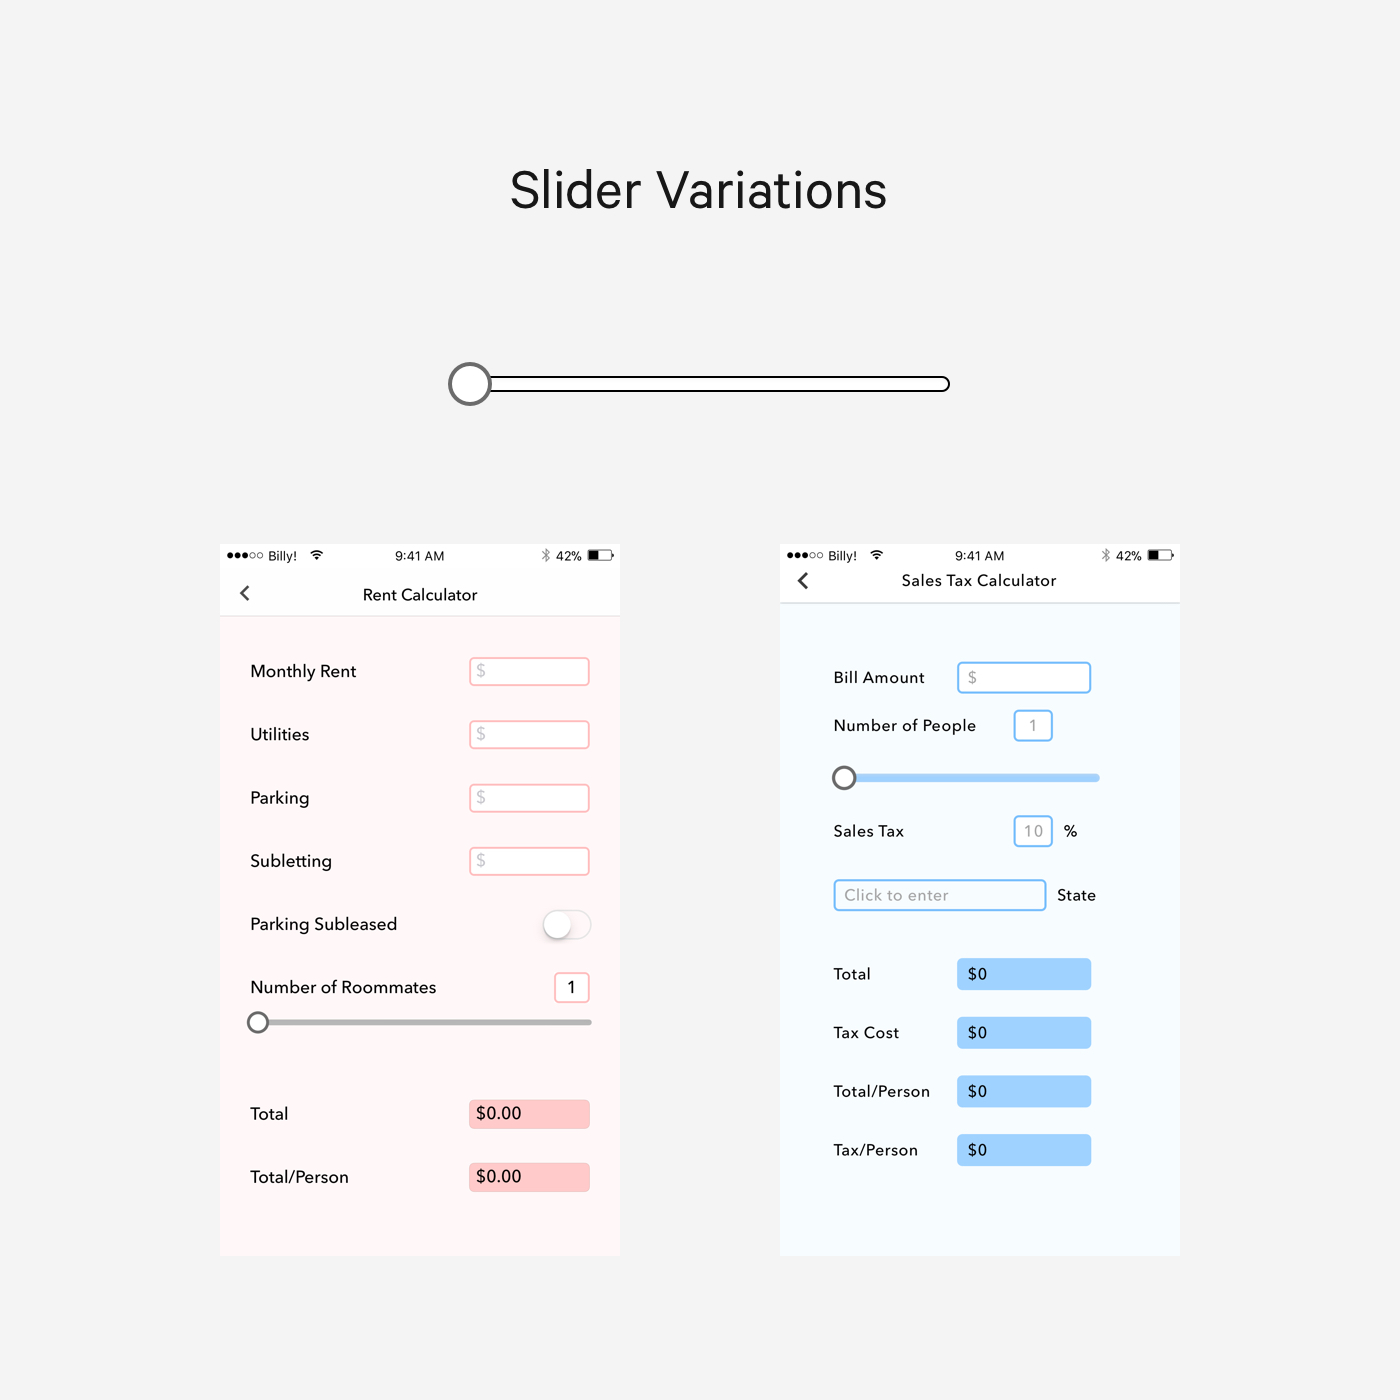 Slider Variations
Billy! 9:41 AM 42%
Rent Calculator
Monthly Rent $
Utilities $
Parking $
Subletting $
Parking Subleased
Number of Roommates 1
Total $0.00
Total/Person $0.00
Billy! 9:41 AM 42%
Sales Tax Calculator
Bill Amount $
Number of People 1
Sales Tax 10 %
Click to enter State
Total $0
Tax Cost $0
Total/Person $0
Tax/Person $0